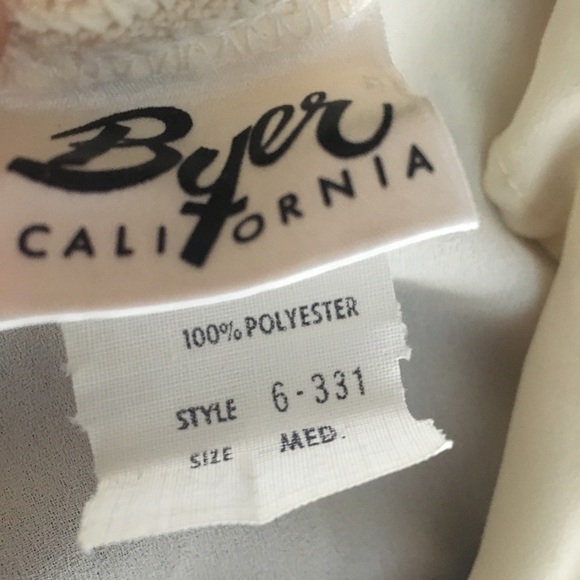 Byer
CALIFORNIA
100% POLYESTER
STYLE 6-331
SIZE MED.